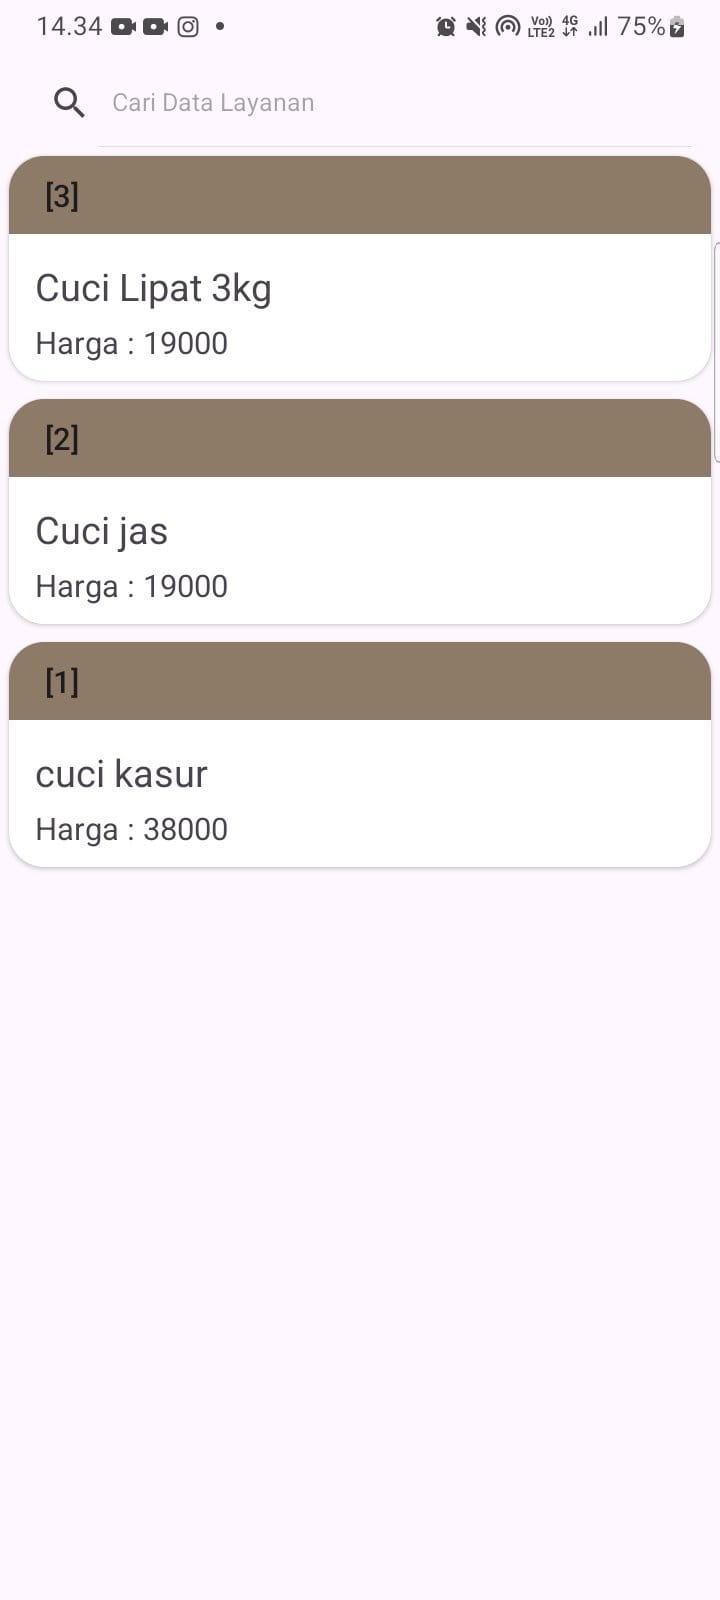 14.34 Vo)) LTE2 4G 75%
Cari Data Layanan
[3]
Cuci Lipat 3kg
Harga : 19000
[2]
Cuci jas
Harga : 19000
[1]
cuci kasur
Harga : 38000